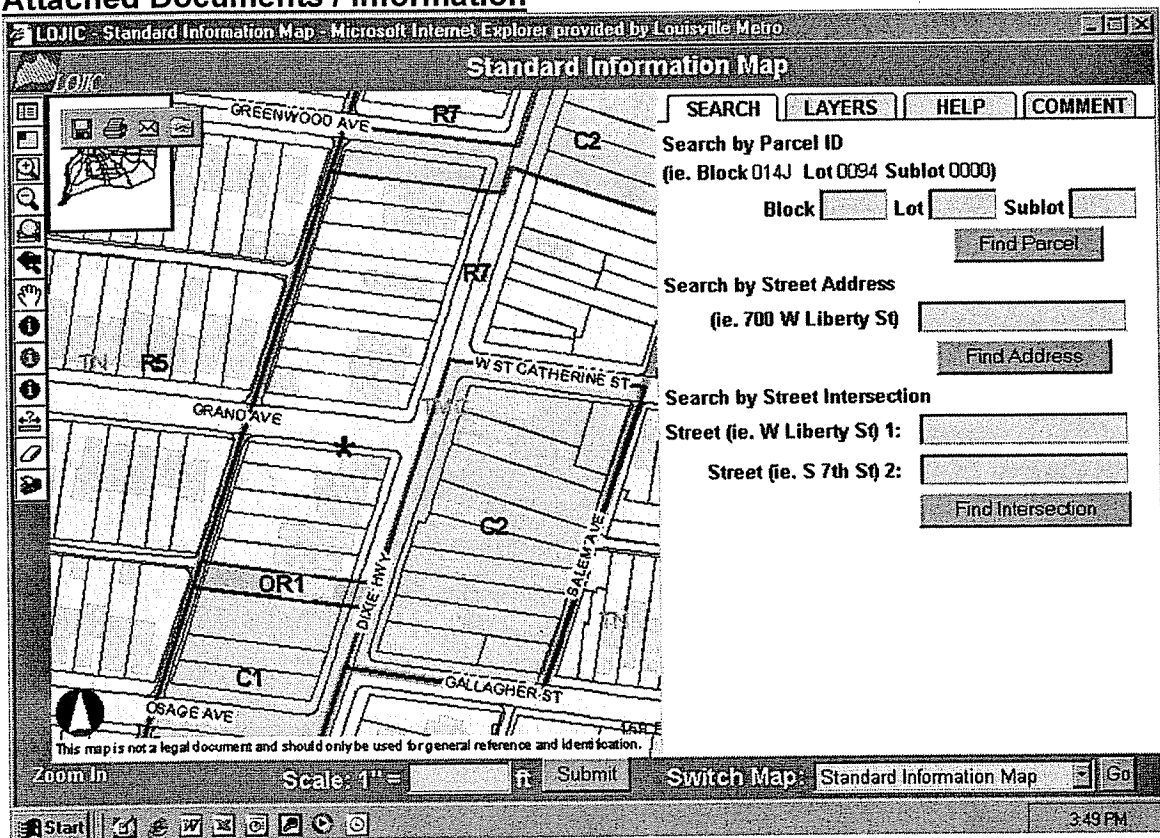 Attached Documents / Information
LOJIC - Standard Information Map - Microsoft Internet Explorer provided by Louisville Metro
LOJIC
Standard Information Map
GREENWOOD AVE
R7
C2
R7
TN
R5
W ST CATHERINE ST
GRAND AVE
C2
OR1
DIXIE HWY
SALEM AVE
TN
C1
GALLAGHER ST
OSAGE AVE
This map is not a legal document and should only be used for general reference and identification.
SEARCH
LAYERS
HELP
COMMENT
Search by Parcel ID
(ie. Block 014J Lot 0094 Sublot 0000)
Block
Lot
Sublot
Find Parcel
Search by Street Address
(ie. 700 W Liberty St)
Find Address
Search by Street Intersection
Street (ie. W Liberty St) 1:
Street (ie. S 7th St) 2:
Find Intersection
Zoom In
Scale: 1" =
ft
Submit
Switch Map:
Standard Information Map
Go
Start
3:49 PM